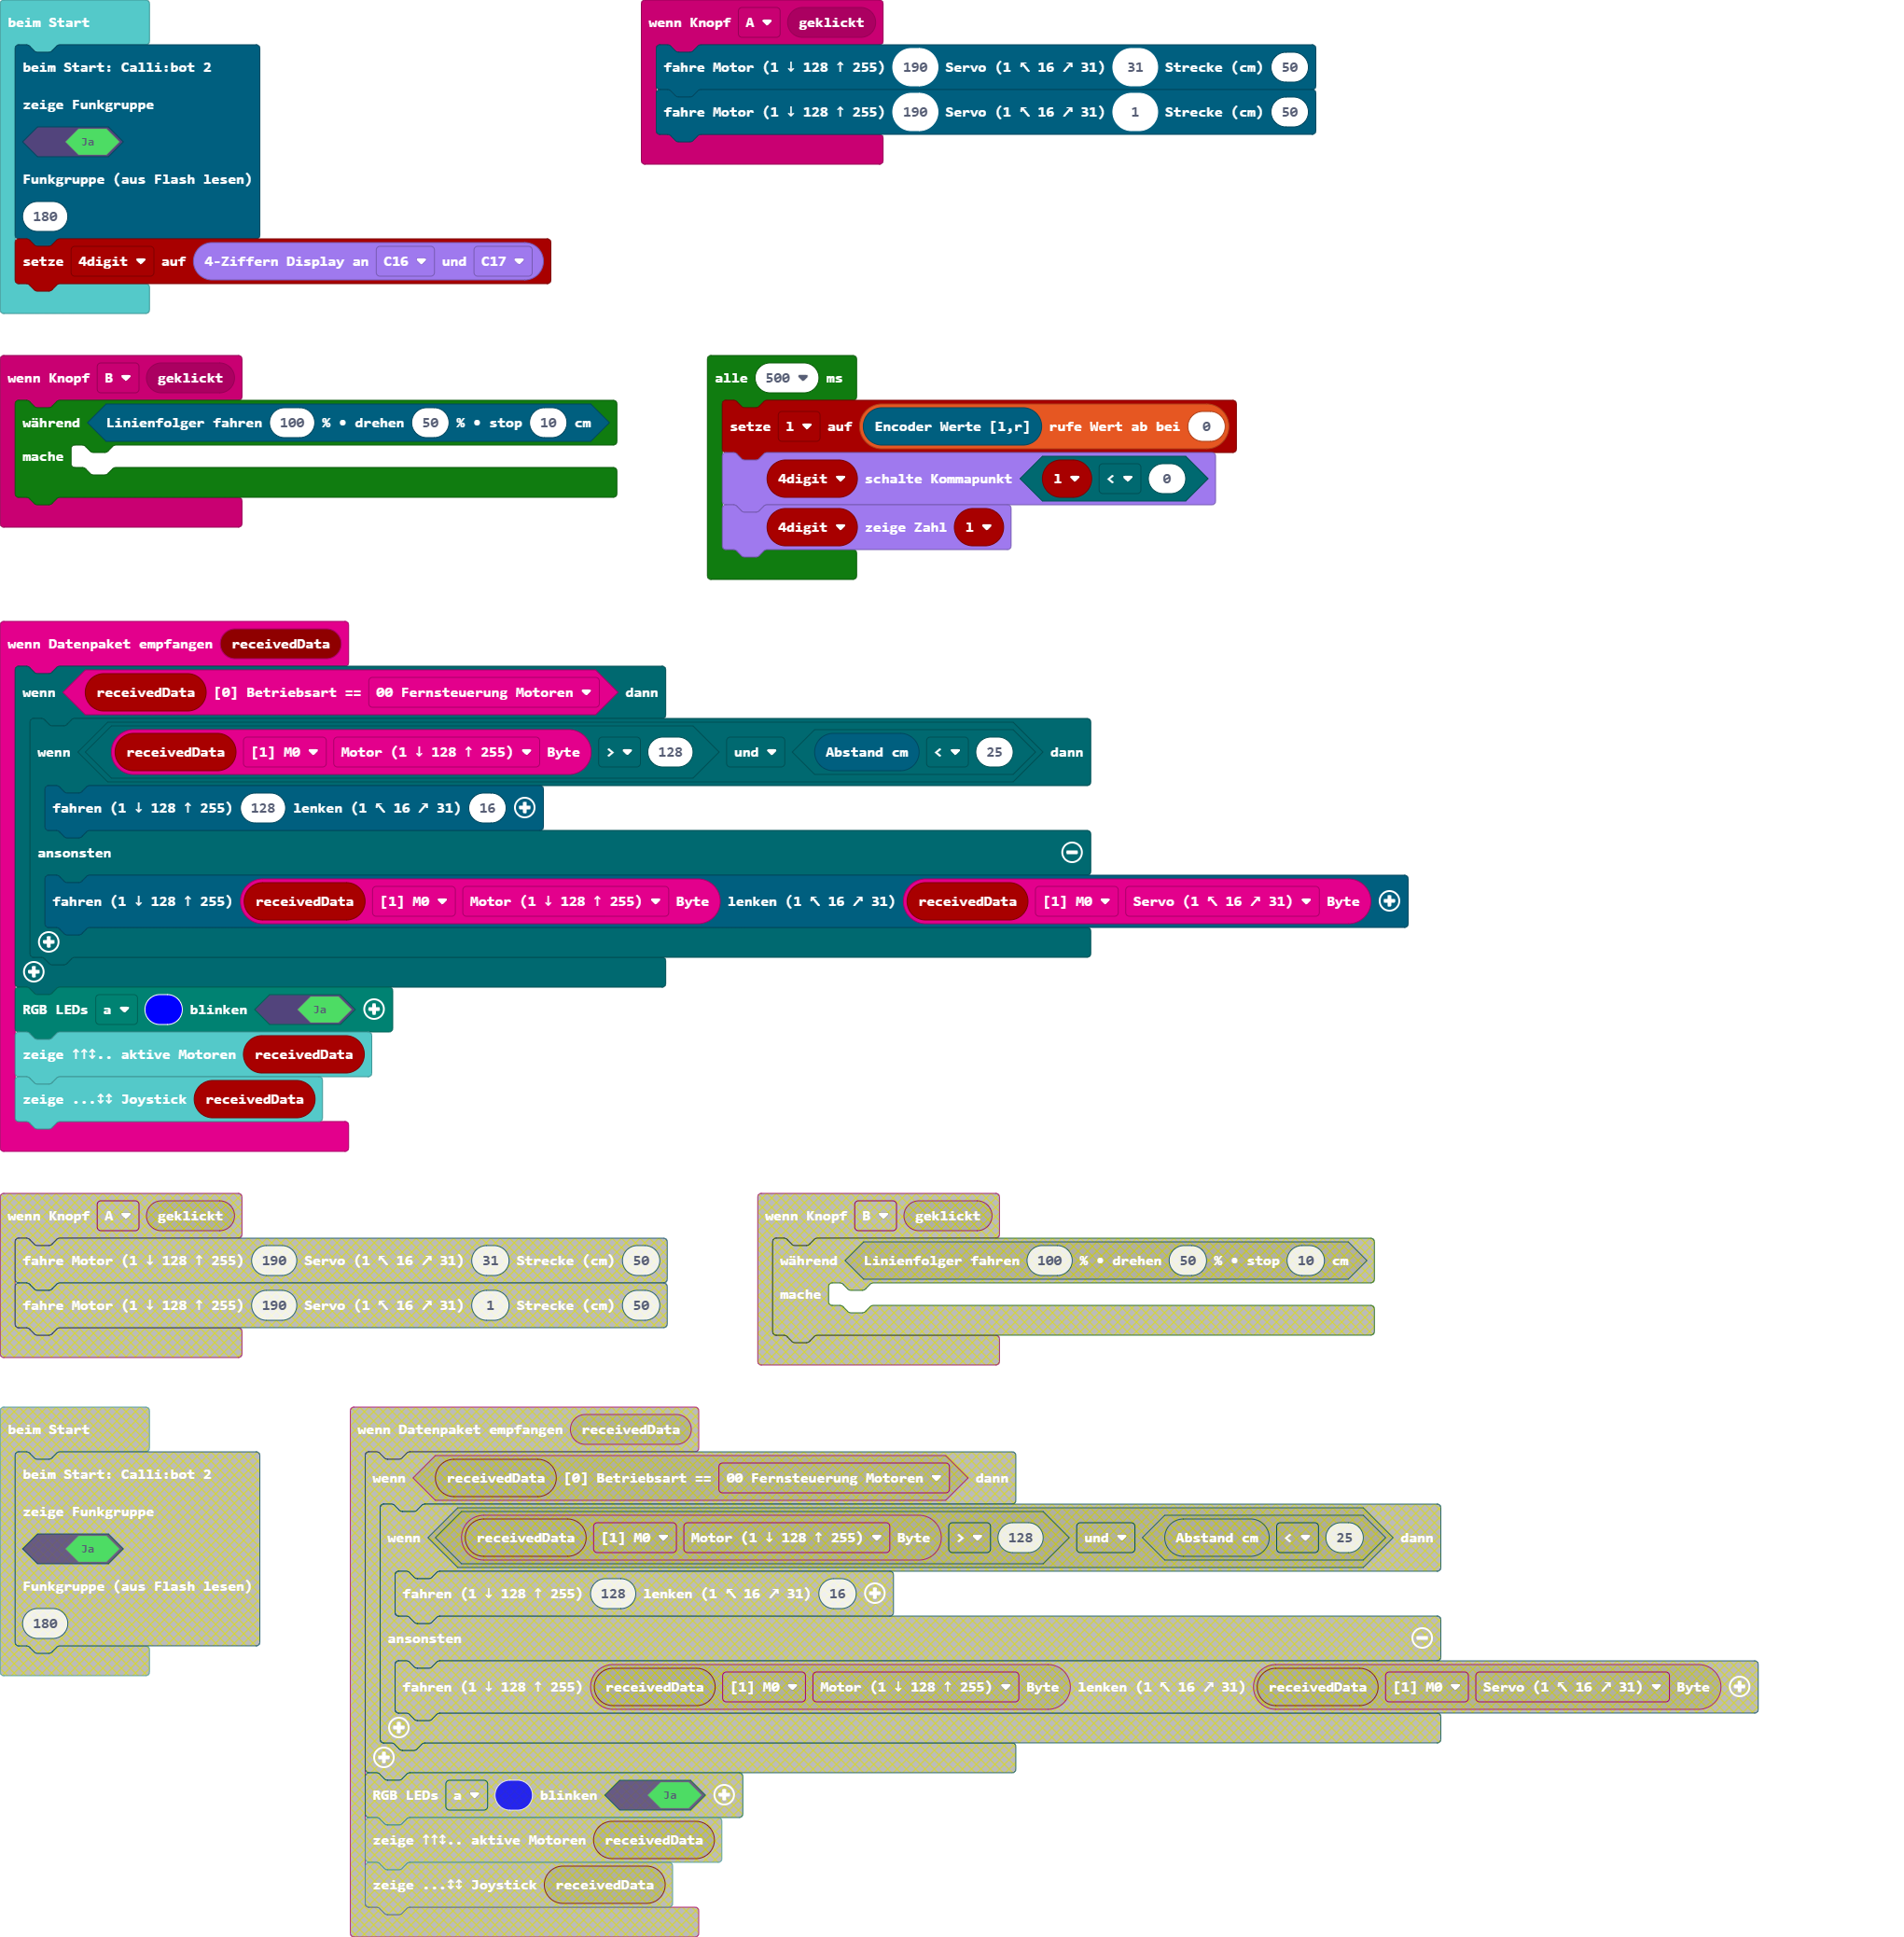 beim Start
beim Start: Calli:bot 2
zeige Funkgruppe
Ja
Funkgruppe (aus Flash lesen)
180
setze 4digit auf 4-Ziffern Display an C16 und C17
wenn Knopf A geklickt
fahre Motor (1 ↓ 128 ↑ 255) 190 Servo (1 ↖ 16 ↗ 31) 31 Strecke (cm) 50
fahre Motor (1 ↓ 128 ↑ 255) 190 Servo (1 ↖ 16 ↗ 31) 1 Strecke (cm) 50
wenn Knopf B geklickt
während Linienfolger fahren 100 % • drehen 50 % • stop 10 cm
mache
alle 500 ms
setze l auf Encoder Werte [l,r] rufe Wert ab bei 0
4digit schalte Kommapunkt l < 0
4digit zeige Zahl l
wenn Datenpaket empfangen receivedData
wenn receivedData [0] Betriebsart == 00 Fernsteuerung Motoren dann
wenn receivedData [1] M0 Motor (1 ↓ 128 ↑ 255) Byte > 128 und Abstand cm < 25 dann
fahren (1 ↓ 128 ↑ 255) 128 lenken (1 ↖ 16 ↗ 31) 16
ansonsten
fahren (1 ↓ 128 ↑ 255) receivedData [1] M0 Motor (1 ↓ 128 ↑ 255) Byte lenken (1 ↖ 16 ↗ 31) receivedData [1] M0 Servo (1 ↖ 16 ↗ 31) Byte
RGB LEDs a blinken Ja
zeige ↑↑↕.. aktive Motoren receivedData
zeige ...↕↕ Joystick receivedData
wenn Knopf A geklickt
fahre Motor (1 ↓ 128 ↑ 255) 190 Servo (1 ↖ 16 ↗ 31) 31 Strecke (cm) 50
fahre Motor (1 ↓ 128 ↑ 255) 190 Servo (1 ↖ 16 ↗ 31) 1 Strecke (cm) 50
wenn Knopf B geklickt
während Linienfolger fahren 100 % • drehen 50 % • stop 10 cm
mache
beim Start
beim Start: Calli:bot 2
zeige Funkgruppe
Ja
Funkgruppe (aus Flash lesen)
180
wenn Datenpaket empfangen receivedData
wenn receivedData [0] Betriebsart == 00 Fernsteuerung Motoren dann
wenn receivedData [1] M0 Motor (1 ↓ 128 ↑ 255) Byte > 128 und Abstand cm < 25 dann
fahren (1 ↓ 128 ↑ 255) 128 lenken (1 ↖ 16 ↗ 31) 16
ansonsten
fahren (1 ↓ 128 ↑ 255) receivedData [1] M0 Motor (1 ↓ 128 ↑ 255) Byte lenken (1 ↖ 16 ↗ 31) receivedData [1] M0 Servo (1 ↖ 16 ↗ 31) Byte
RGB LEDs a blinken Ja
zeige ↑↑↕.. aktive Motoren receivedData
zeige ...↕↕ Joystick receivedData